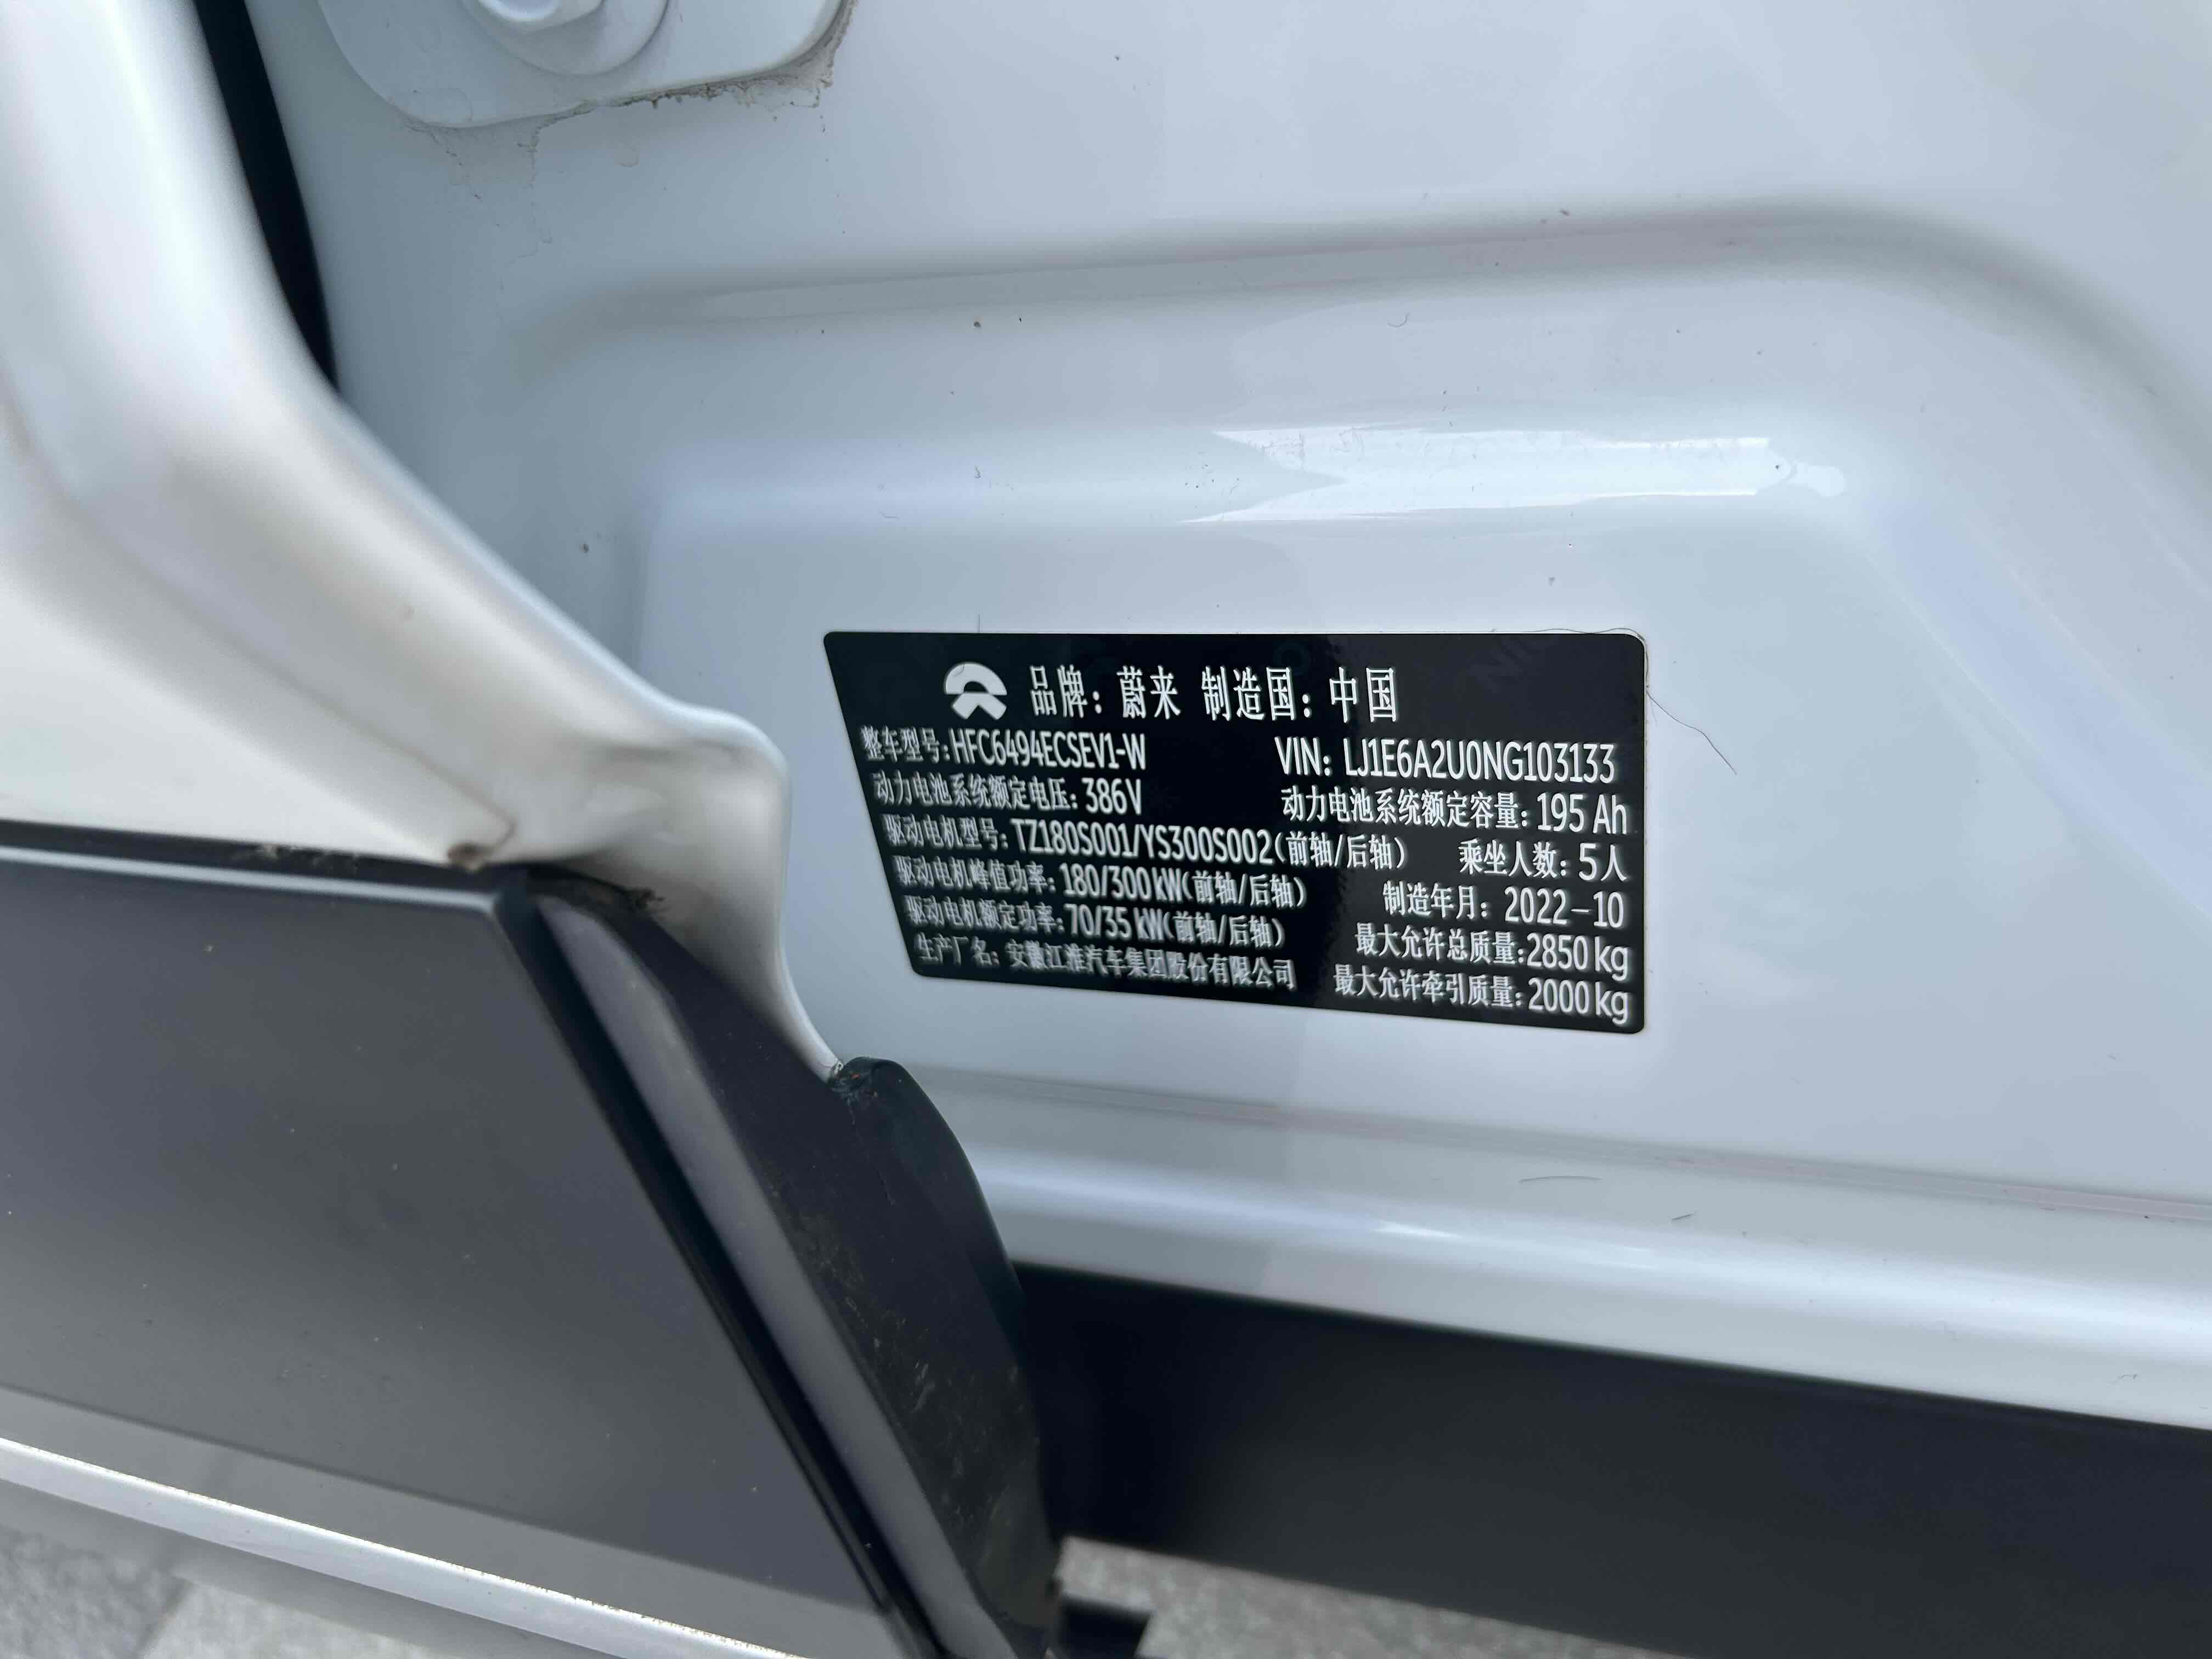 品牌：蔚来 制造国：中国
整车型号：HFC6494ECSEV1-W VIN：LJ1E6A2U0NG103133
动力电池系统额定电压：386V 动力电池系统额定容量：195 Ah
驱动电机型号：TZ180S001/YS300S002(前轴/后轴) 乘坐人数：5人
驱动电机峰值功率：180/300kW(前轴/后轴) 制造年月：2022-10
驱动电机额定功率：70/35 kW(前轴/后轴) 最大允许总质量：2850kg
生产厂名：安徽江淮汽车集团股份有限公司 最大允许牵引质量：2000kg